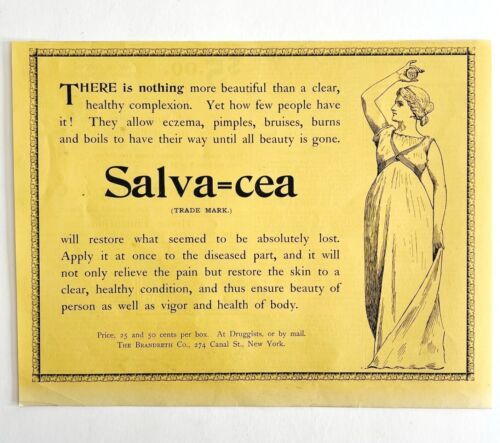 THERE is nothing more beautiful than a clear,
healthy complexion. Yet how few people have
it! They allow eczema, pimples, bruises, burns
and boils to have their way until all beauty is gone.
Salva=cea
(TRADE MARK.)
will restore what seemed to be absolutely lost.
Apply it at once to the diseased part, and it will
not only relieve the pain but restore the skin to a
clear, healthy condition, and thus ensure beauty of
person as well as vigor and health of body.
Price, 25 and 50 cents per box. At Druggists, or by mail.
THE BRANDRETH CO., 274 Canal St., New York.